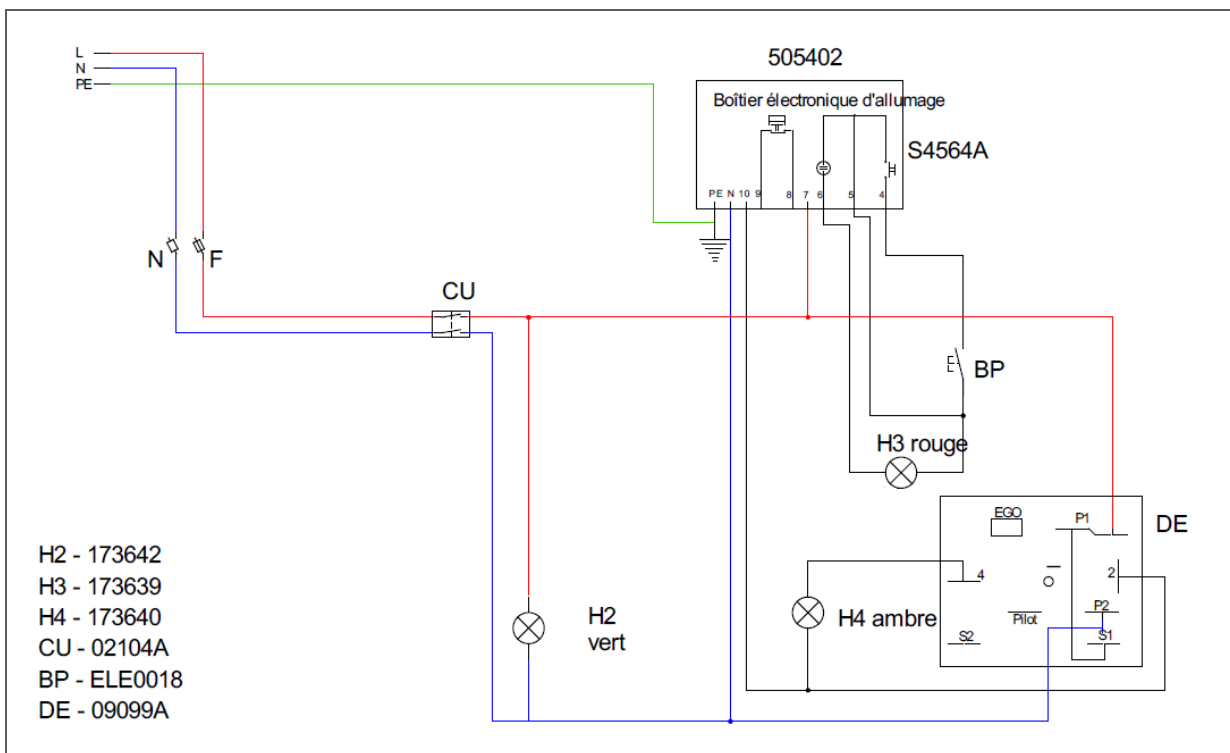 L
N
PE
505402
Boîtier électronique d'allumage
S4564A
PE N 10 9 8 7 6 5 4
N F
CU
BP
H3 rouge
EGO
P1
DE
4
2
H4 ambre
Pilot
P2
S2
S1
H2
vert
H2 - 173642
H3 - 173639
H4 - 173640
CU - 02104A
BP - ELE0018
DE - 09099A